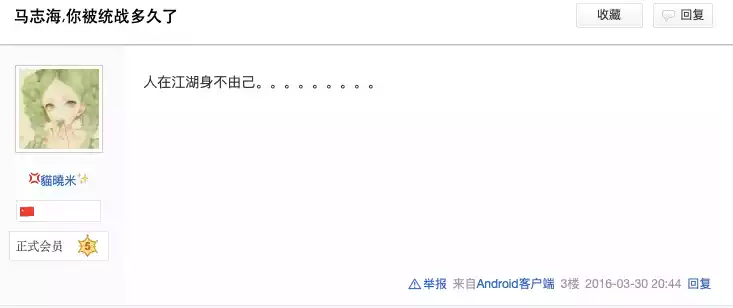 马志海,你被统战多久了
收藏
回复
人在江湖身不由己。。。。。。。。。
貓曉米
正式会员 5
举报 来自Android客户端 3楼 2016-03-30 20:44 回复